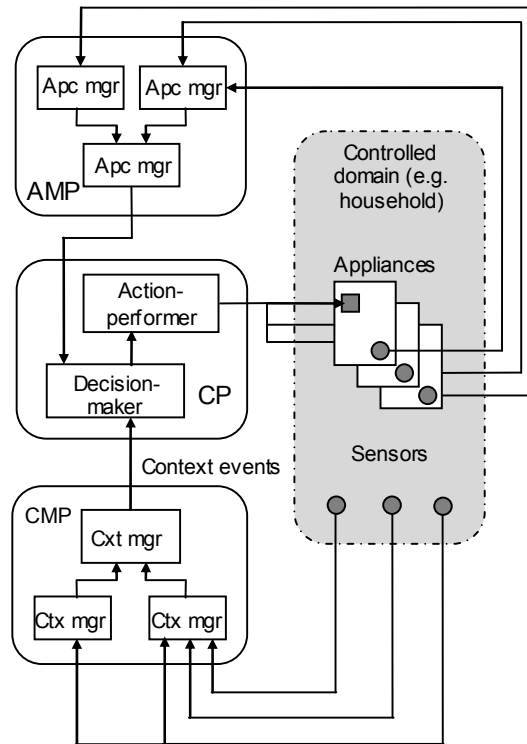 Apc mgr
Apc mgr
Apc mgr
AMP
Controlled
domain (e.g.
household)
Appliances
Action-
performer
Decision-
maker
CP
Context events
Sensors
CMP
Cxt mgr
Ctx mgr
Ctx mgr